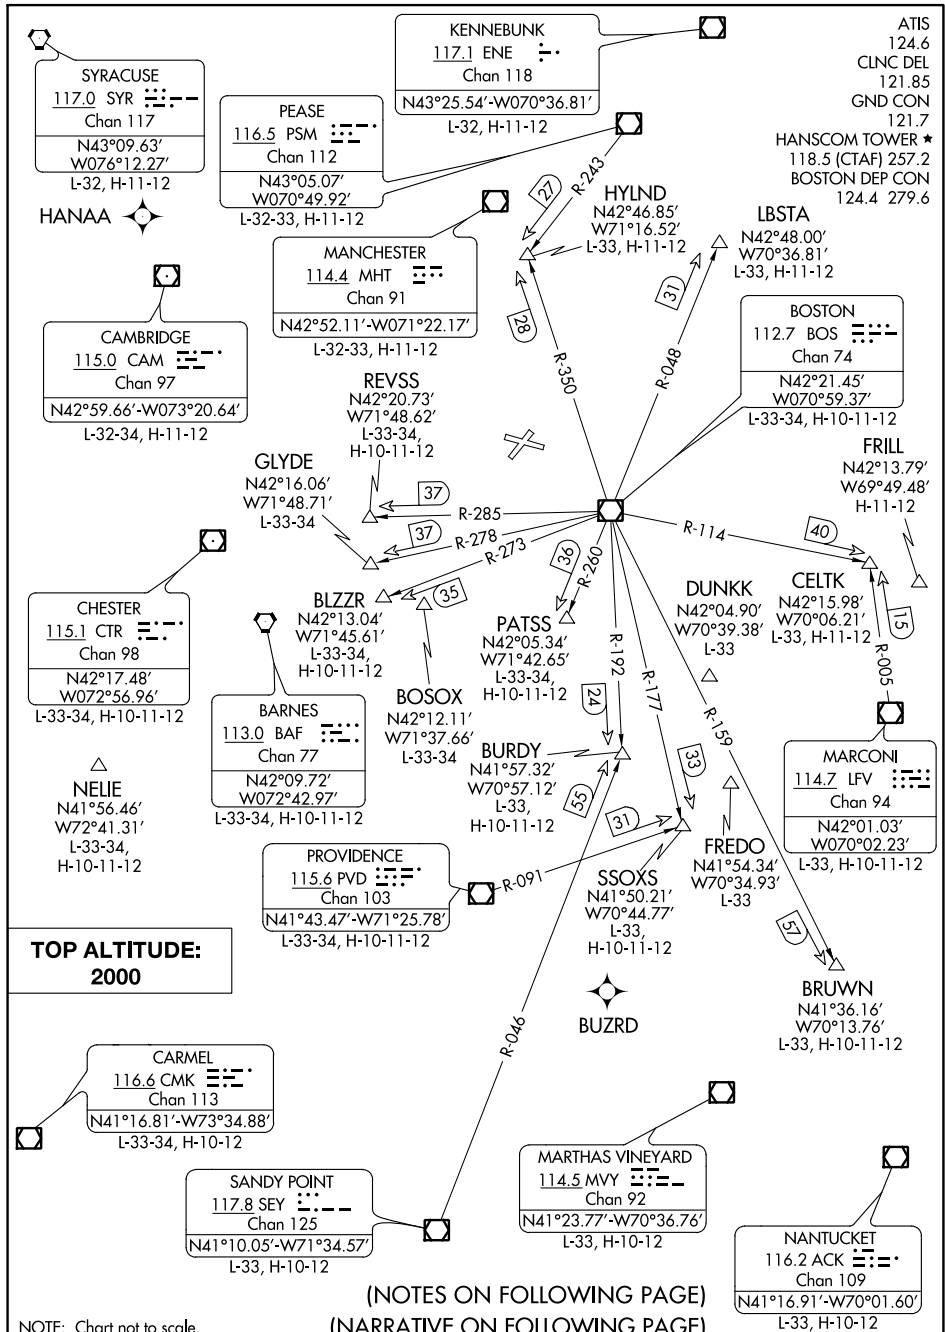 KENNEBUNK
117.1 ENE
Chan 118
N43°25.54′-W070°36.81′
L-32, H-11-12
ATIS
124.6
CLNC DEL
121.85
GND CON
121.7
HANSCOM TOWER ★
118.5 (CTAF) 257.2
BOSTON DEP CON
124.4 279.6
SYRACUSE
117.0 SYR
Chan 117
N43°09.63′
W076°12.27′
L-32, H-11-12
PEASE
116.5 PSM
Chan 112
N43°05.07′
W070°49.92′
L-32-33, H-11-12
HANAA
R-243
27
HYLND
N42°46.85′
W71°16.52′
L-33, H-11-12
LBSTA
N42°48.00′
W70°36.81′
L-33, H-11-12
MANCHESTER
114.4 MHT
Chan 91
N42°52.11′-W071°22.17′
L-32-33, H-11-12
28
31
R-350
R-048
CAMBRIDGE
115.0 CAM
Chan 97
N42°59.66′-W073°20.64′
L-32-34, H-11-12
BOSTON
112.7 BOS
Chan 74
N42°21.45′
W070°59.37′
L-33-34, H-10-11-12
REVSS
N42°20.73′
W71°48.62′
L-33-34,
H-10-11-12
GLYDE
N42°16.06′
W71°48.71′
L-33-34
FRILL
N42°13.79′
W69°49.48′
H-11-12
37
R-285
37
R-278
R-273
35
36
R-260
R-114
40
CHESTER
115.1 CTR
Chan 98
N42°17.48′
W072°56.96′
L-33-34, H-10-11-12
BLZZR
N42°13.04′
W71°45.61′
L-33-34,
H-10-11-12
BOSOX
N42°12.11′
W71°37.66′
L-33-34
PATSS
N42°05.34′
W71°42.65′
L-33-34,
H-10-11-12
DUNKK
N42°04.90′
W70°39.38′
L-33
CELTK
N42°15.98′
W70°06.21′
L-33, H-11-12
15
R-005
R-192
R-177
R-159
24
33
BARNES
113.0 BAF
Chan 77
N42°09.72′
W072°42.97′
L-33-34, H-10-11-12
NELIE
N41°56.46′
W72°41.31′
L-33-34,
H-10-11-12
BURDY
N41°57.32′
W70°57.12′
L-33,
H-10-11-12
55
31
MARCONI
114.7 LFV
Chan 94
N42°01.03′
W070°02.23′
L-33, H-10-11-12
PROVIDENCE
115.6 PVD
Chan 103
N41°43.47′-W71°25.78′
L-33-34, H-10-11-12
R-091
SSOXS
N41°50.21′
W70°44.77′
L-33,
H-10-11-12
FREDO
N41°54.34′
W70°34.93′
L-33
57
TOP ALTITUDE:
2000
BUZRD
BRUWN
N41°36.16′
W70°13.76′
L-33, H-10-11-12
R-046
CARMEL
116.6 CMK
Chan 113
N41°16.81′-W73°34.88′
L-33-34, H-10-12
SANDY POINT
117.8 SEY
Chan 125
N41°10.05′-W71°34.57′
L-33, H-10-12
MARTHAS VINEYARD
114.5 MVY
Chan 92
N41°23.77′-W70°36.76′
L-33, H-10-12
NANTUCKET
116.2 ACK
Chan 109
N41°16.91′-W70°01.60′
L-33, H-10-12
(NOTES ON FOLLOWING PAGE)
(NARRATIVE ON FOLLOWING PAGE)
NOTE: Chart not to scale.